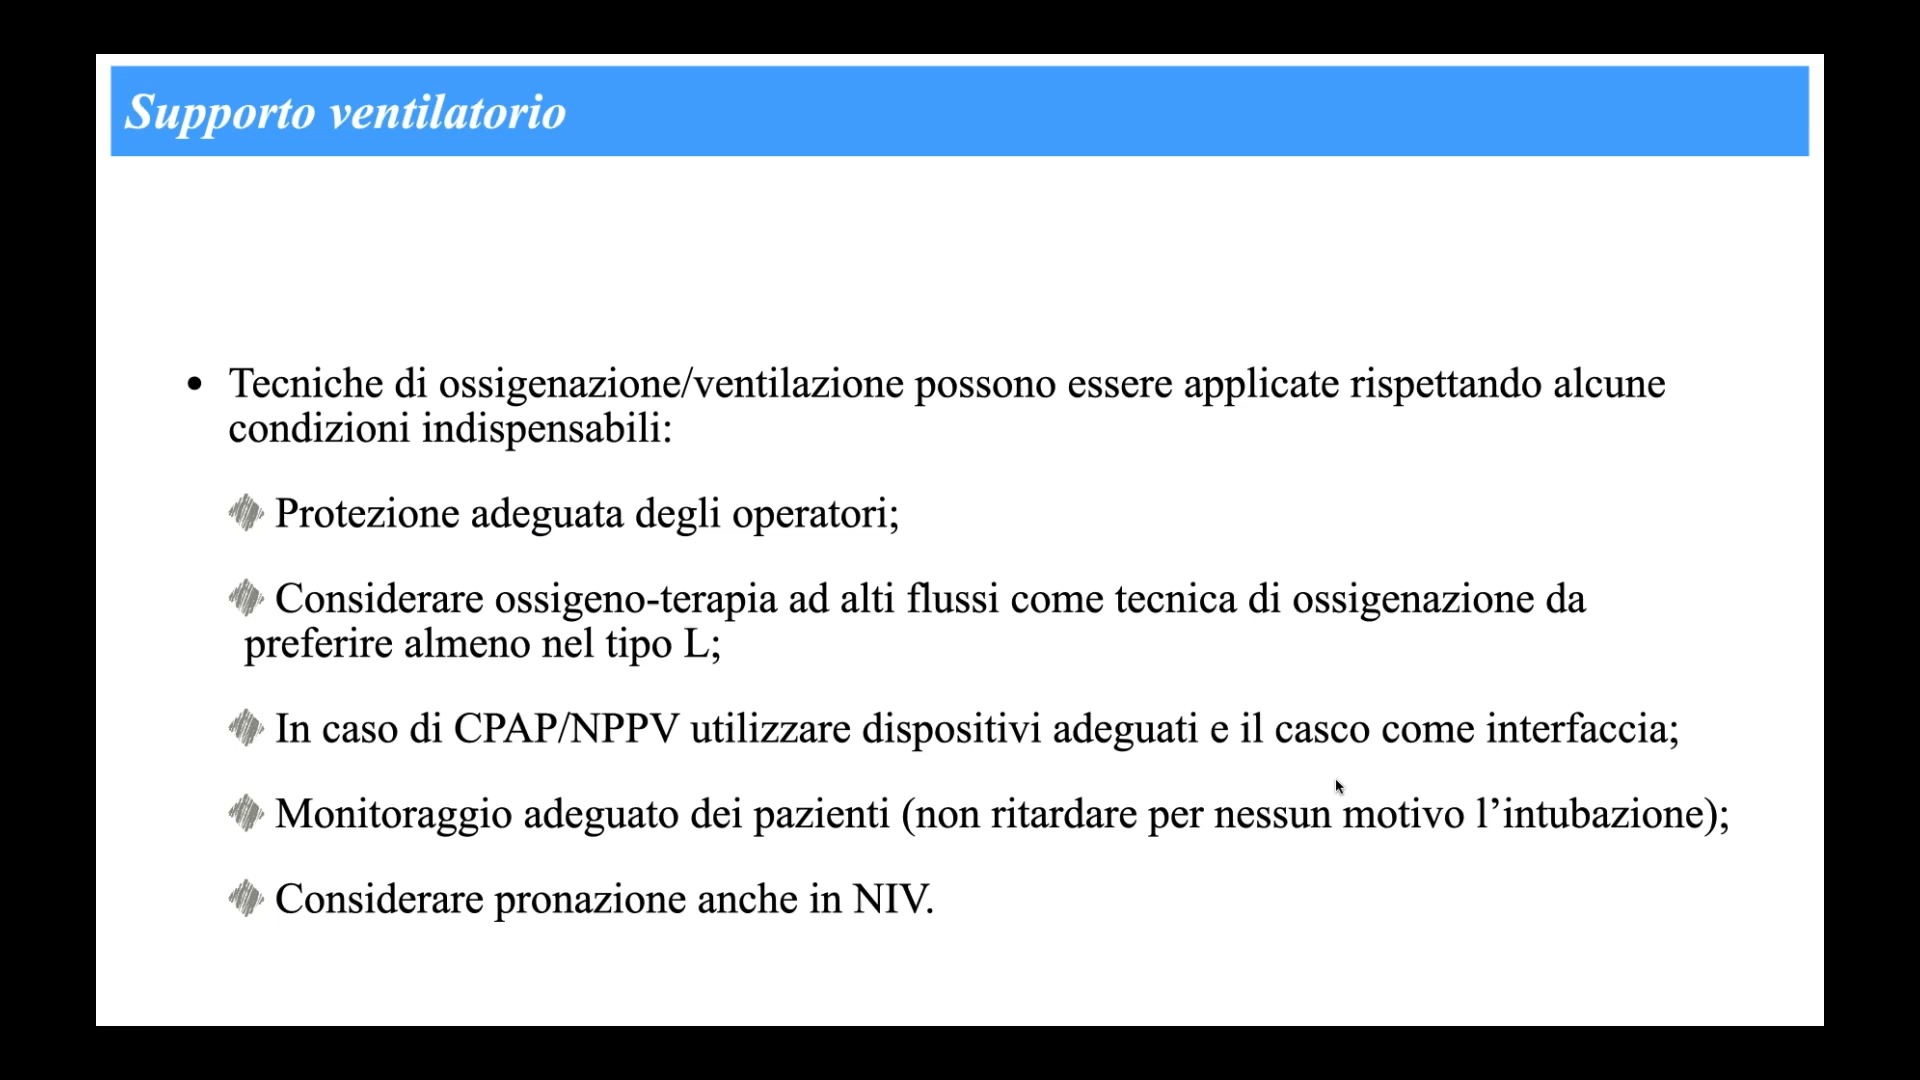 Supporto ventilatorio
• Tecniche di ossigenazione/ventilazione possono essere applicate rispettando alcune
condizioni indispensabili:
Protezione adeguata degli operatori;
Considerare ossigeno-terapia ad alti flussi come tecnica di ossigenazione da
preferire almeno nel tipo L;
In caso di CPAP/NPPV utilizzare dispositivi adeguati e il casco come interfaccia;
Monitoraggio adeguato dei pazienti (non ritardare per nessun motivo l’intubazione);
Considerare pronazione anche in NIV.